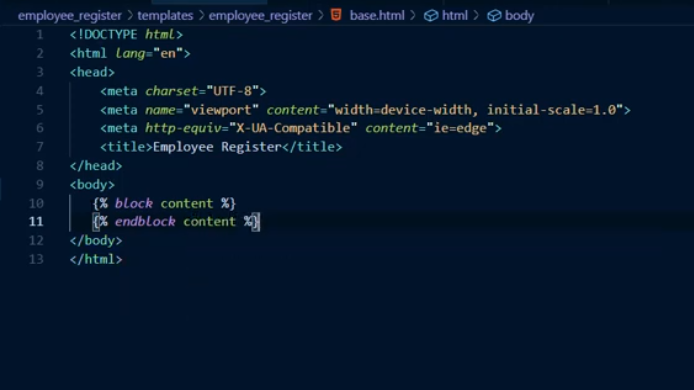 employee_register > templates > employee_register > base.html > html > body
1 <!DOCTYPE html>
2 <html lang="en">
3 <head>
4 <meta charset="UTF-8">
5 <meta name="viewport" content="width=device-width, initial-scale=1.0">
6 <meta http-equiv="X-UA-Compatible" content="ie=edge">
7 <title>Employee Register</title>
8 </head>
9 <body>
10 {% block content %}
11 {% endblock content %}
12 </body>
13 </html>